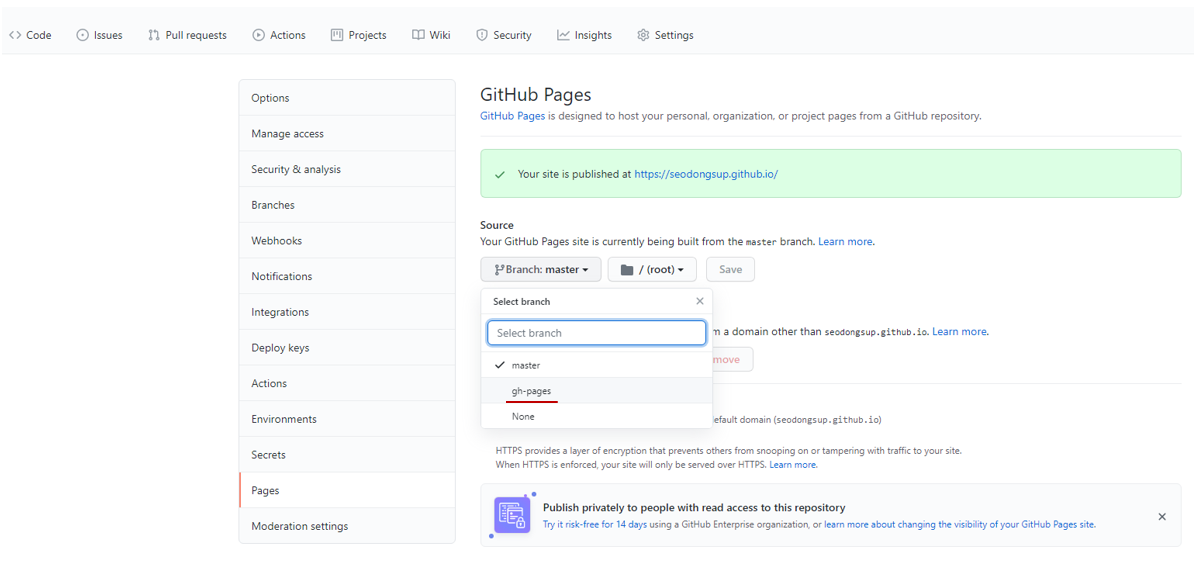 Code Issues Pull requests Actions Projects Wiki Security Insights Settings
Options
Manage access
Security & analysis
Branches
Webhooks
Notifications
Integrations
Deploy keys
Actions
Environments
Secrets
Pages
Moderation settings
GitHub Pages
GitHub Pages is designed to host your personal, organization, or project pages from a GitHub repository.
Your site is published at https://seodongsup.github.io/
Source
Your GitHub Pages site is currently being built from the master branch. Learn more.
Branch: master / (root) Save
Select branch
Select branch
a domain other than seodongsup.github.io. Learn more.
master
gh-pages
None
domain (seodongsup.github.io)
HTTPS provides a layer of encryption that prevents others from snooping on or tampering with traffic to your site.
When HTTPS is enforced, your site will only be served over HTTPS. Learn more.
Publish privately to people with read access to this repository
Try it risk-free for 14 days using a GitHub Enterprise organization, or learn more about changing the visibility of your GitHub Pages site.